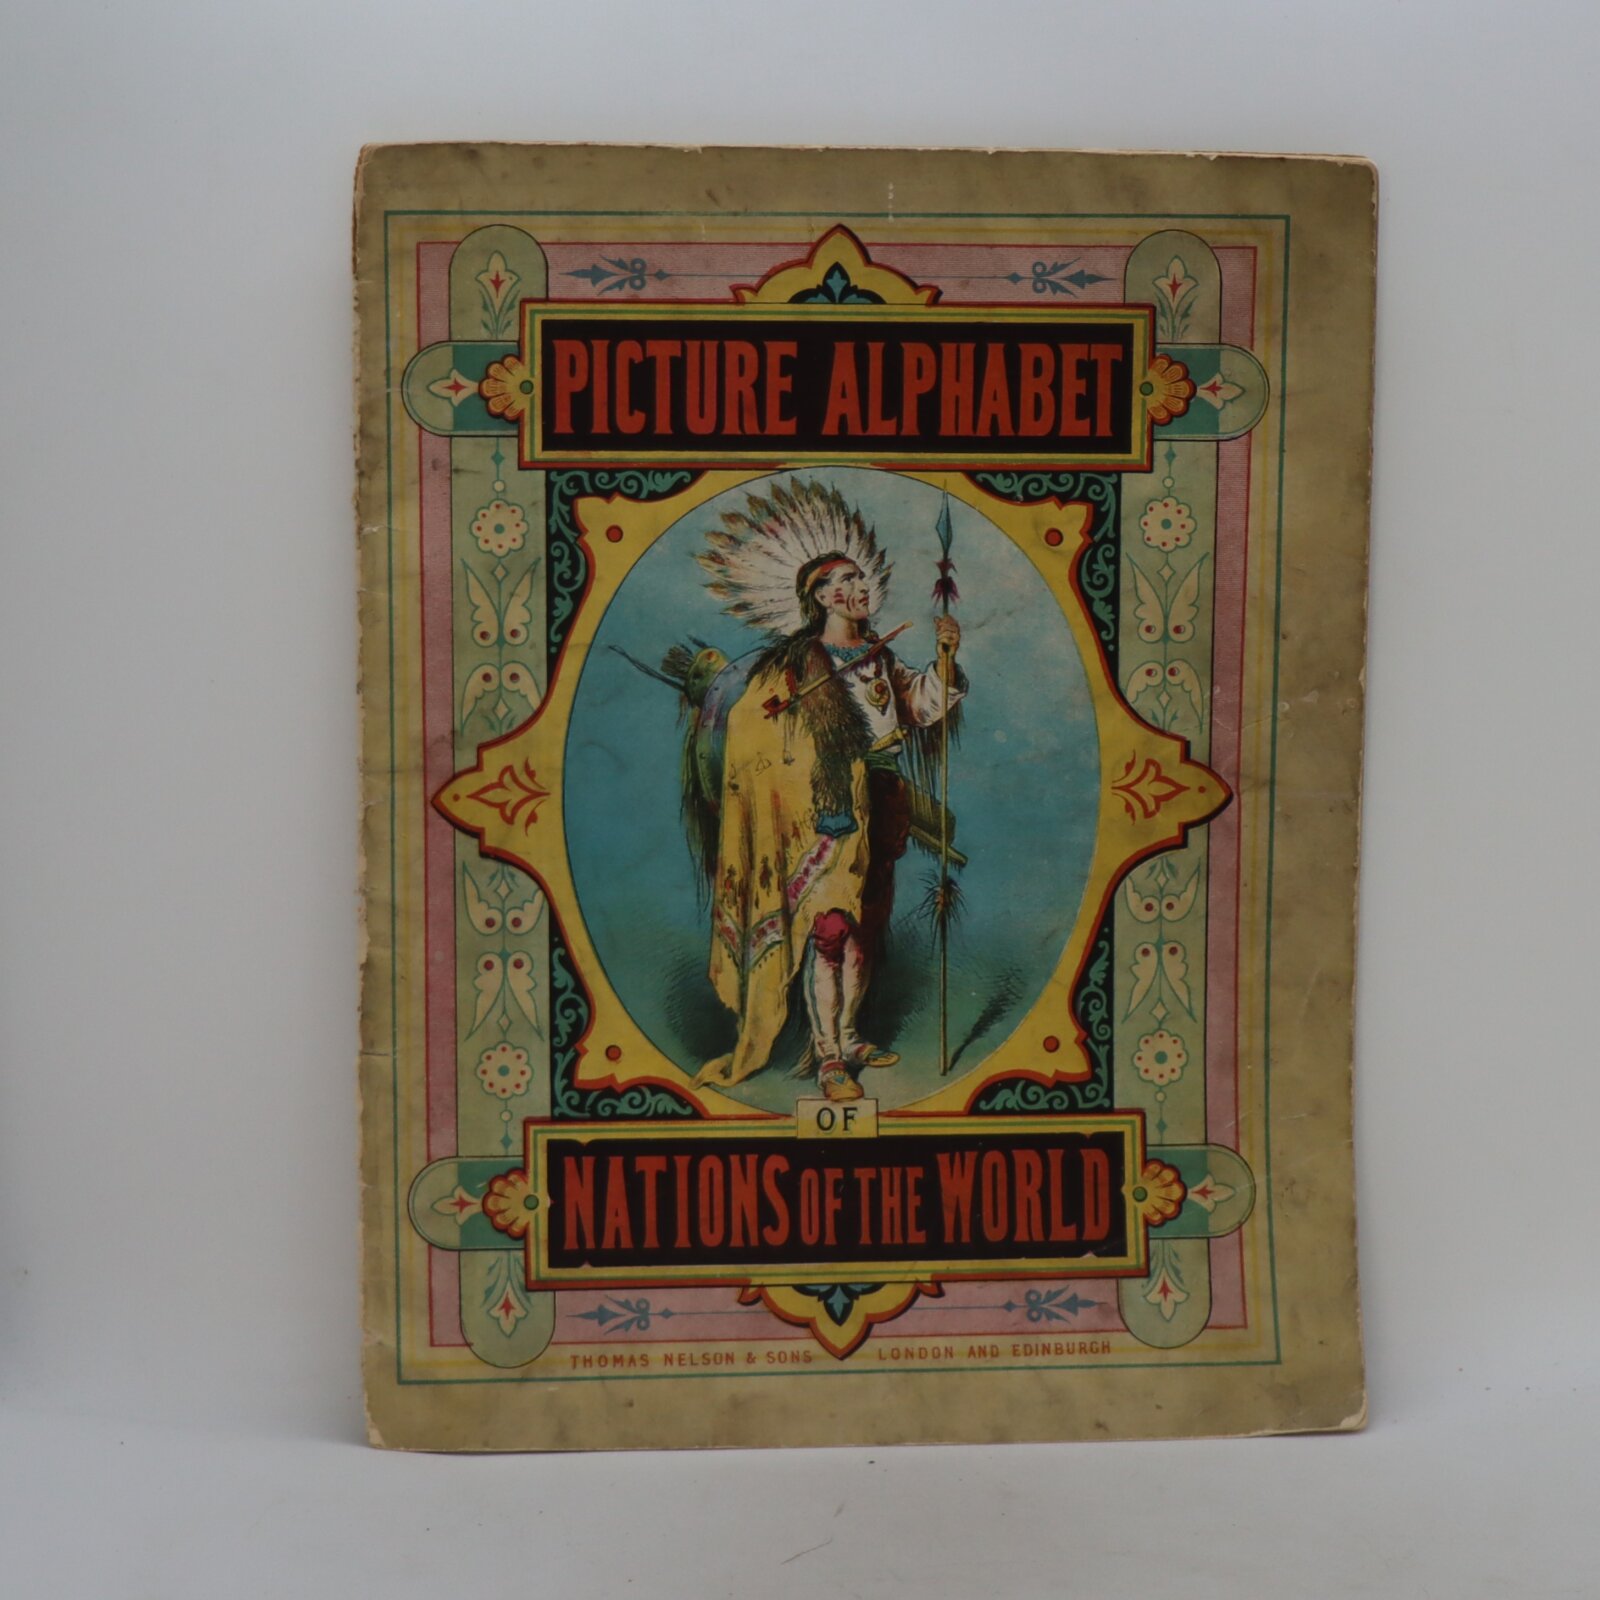 PICTURE ALPHABET
OF
NATIONS OF THE WORLD
THOMAS NELSON & SONS LONDON AND EDINBURGH